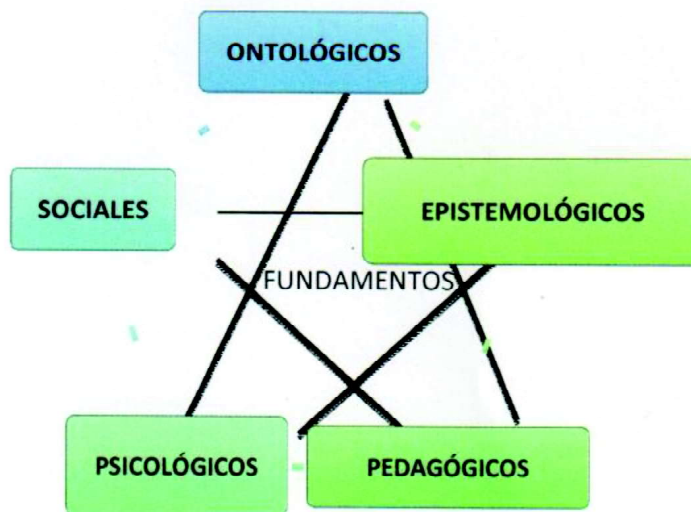 ONTOLÓGICOS
SOCIALES
EPISTEMOLÓGICOS
FUNDAMENTOS
PSICOLÓGICOS
PEDAGÓGICOS